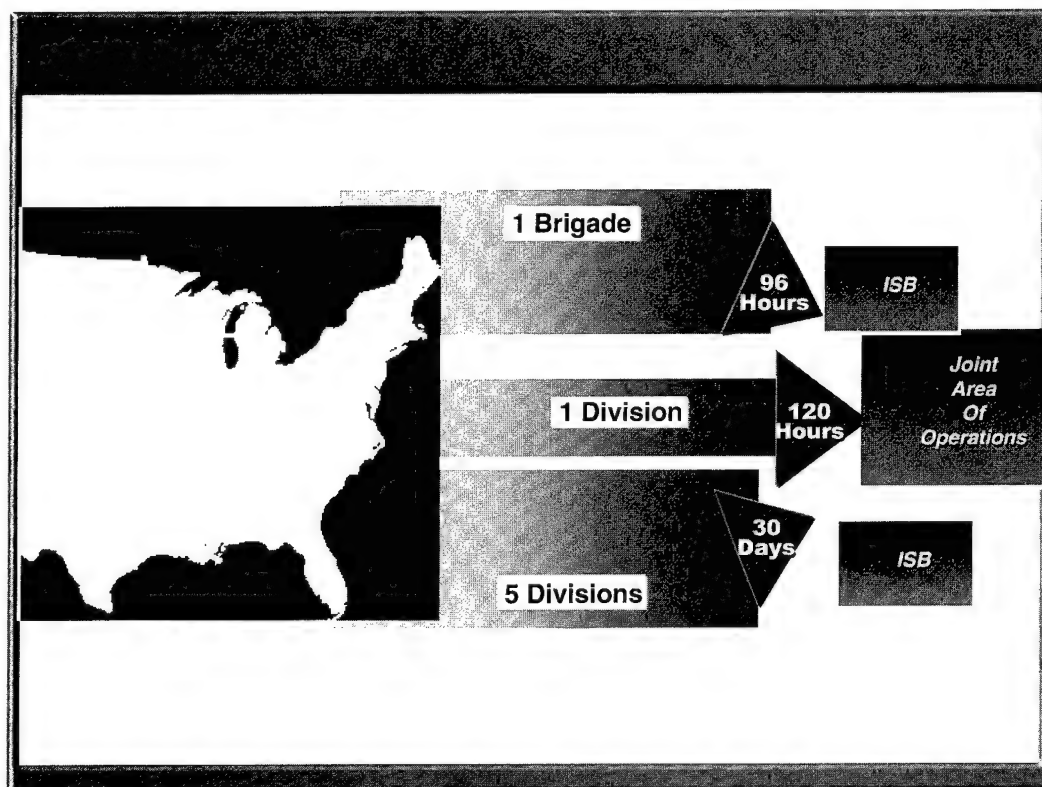 1 Brigade
96
Hours
ISB
1 Division
120
Hours
Joint
Area
Of
Operations
5 Divisions
30
Days
ISB